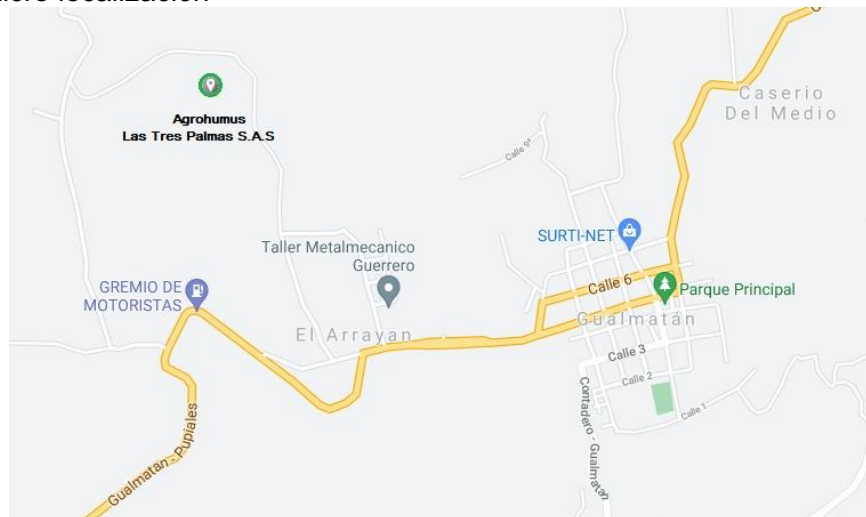 Caserio
Del Medio
Agrohumus
Las Tres Palmas S.A.S
Calle 9ª
SURTI-NET
Taller Metalmecanico
Guerrero
GREMIO DE
MOTORISTAS
Calle 6
Parque Principal
El Arrayan
Gualmatán
Calle 3
Calle 2
Calle 1
Contadero - Gualmatan
Gualmatan - Pupiales